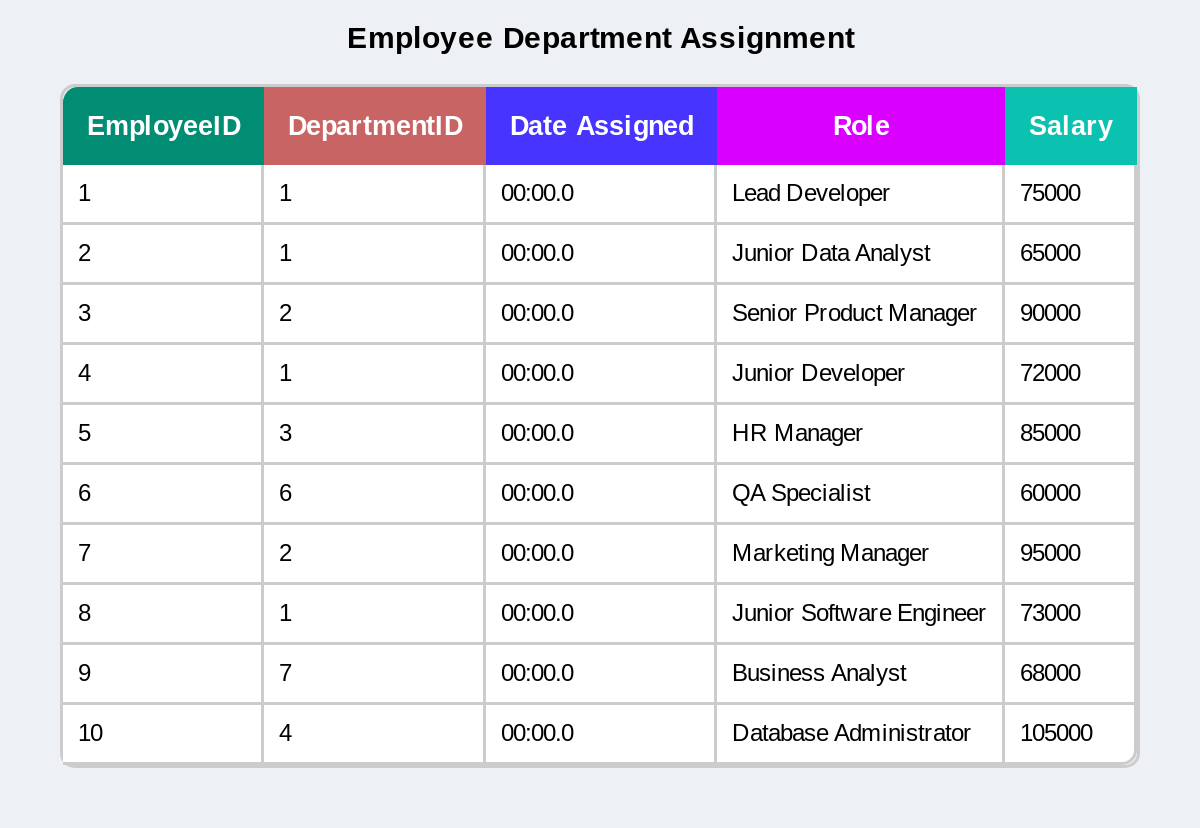 Employee Department Assignment
EmployeeID DepartmentID Date Assigned Role Salary
1 1 00:00.0 Lead Developer 75000
2 1 00:00.0 Junior Data Analyst 65000
3 2 00:00.0 Senior Product Manager 90000
4 1 00:00.0 Junior Developer 72000
5 3 00:00.0 HR Manager 85000
6 6 00:00.0 QA Specialist 60000
7 2 00:00.0 Marketing Manager 95000
8 1 00:00.0 Junior Software Engineer 73000
9 7 00:00.0 Business Analyst 68000
10 4 00:00.0 Database Administrator 105000